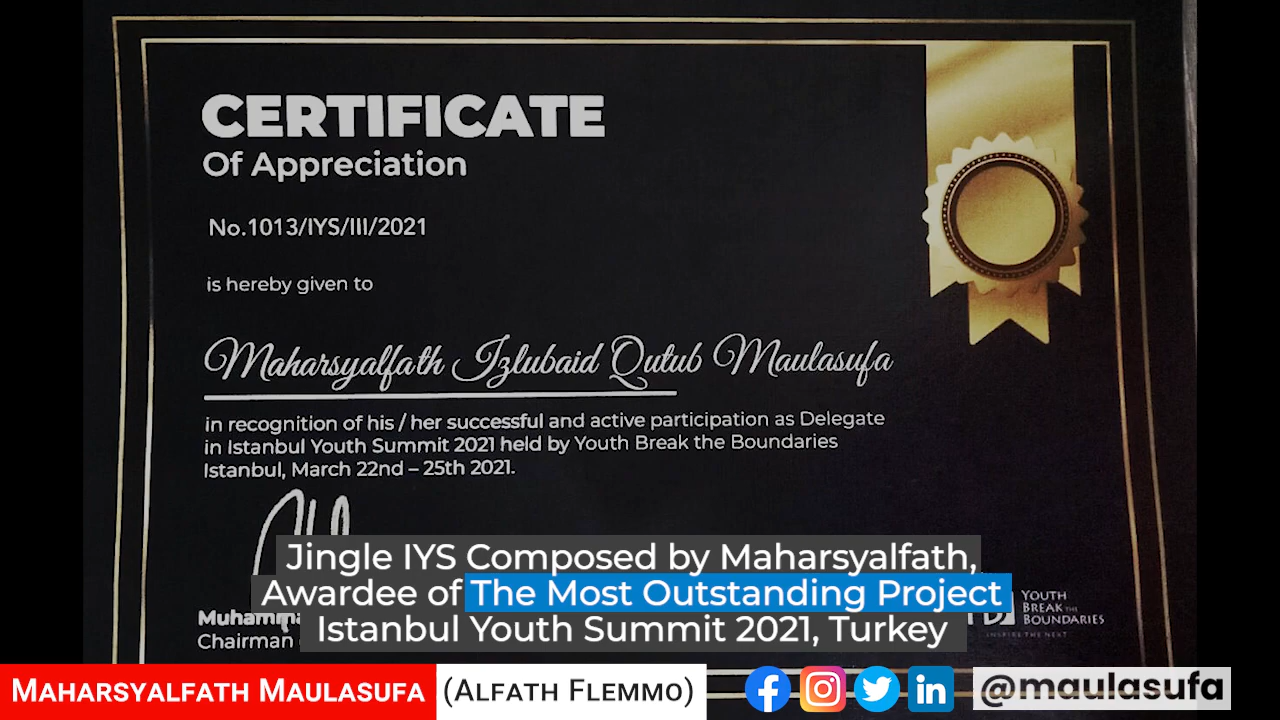 CERTIFICATE
Of Appreciation
No.1013/IYS/III/2021
is hereby given to
Maharsyalfath Izlubaid Qutub Maulasufa
in recognition of his / her successful and active participation as Delegate
in Istanbul Youth Summit 2021 held by Youth Break the Boundaries
Istanbul, March 22nd – 25th 2021.
Jingle IYS Composed by Maharsyalfath,
Awardee of The Most Outstanding Project
Istanbul Youth Summit 2021, Turkey
Chairman
YOUTH
BREAK THE
BOUNDARIES
INSPIRE THE NEXT
MAHARSYALFATH MAULASUFA (ALFATH FLEMMO)
@maulasufa